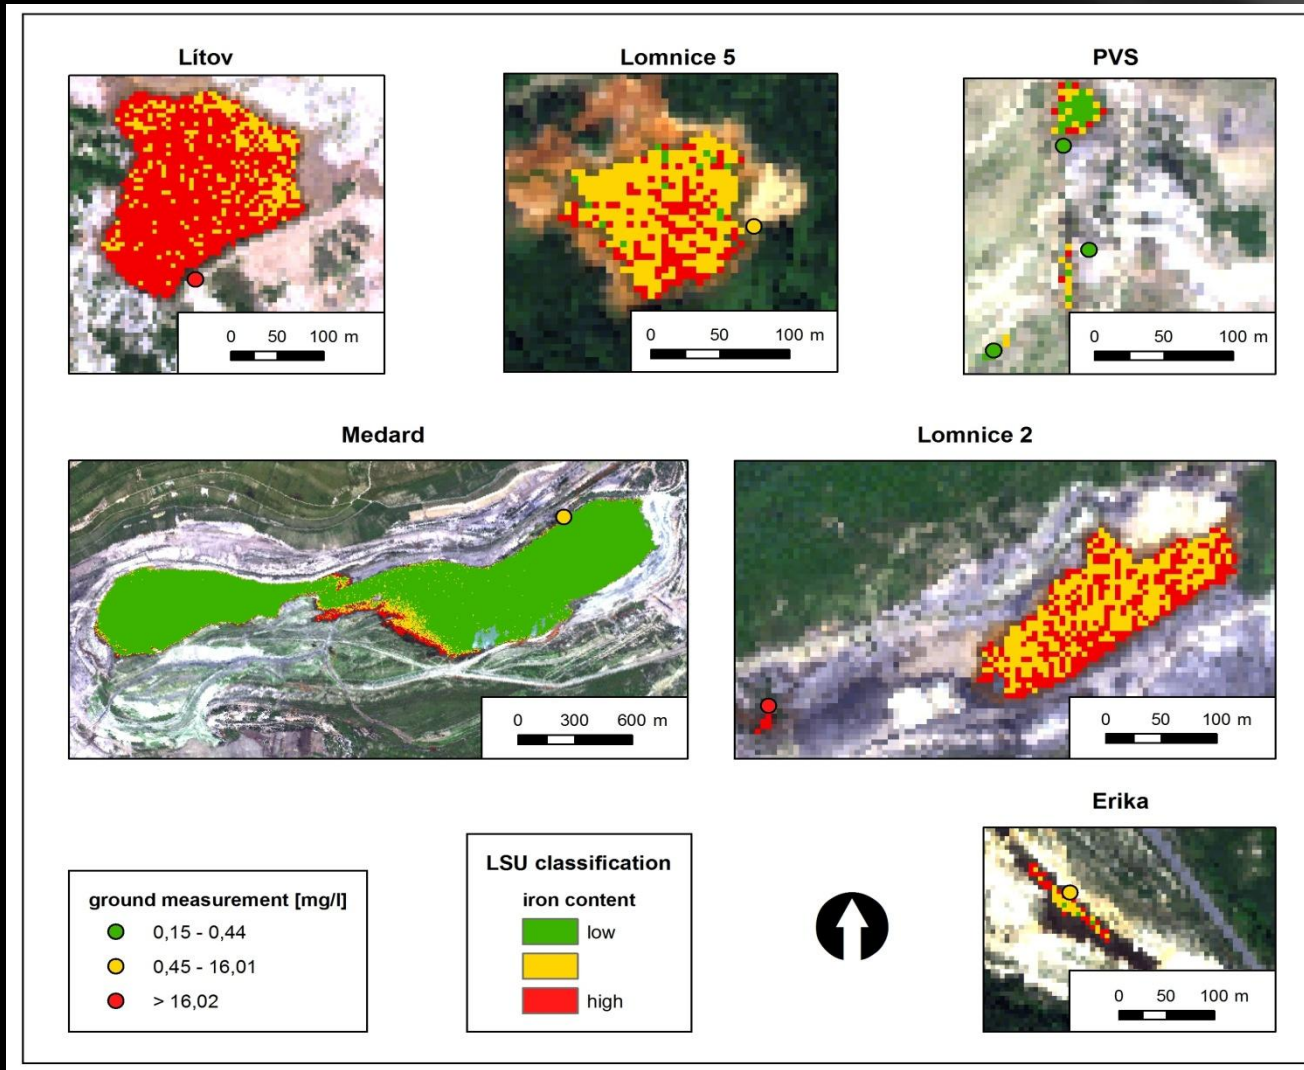 Lítov
Lomnice 5
PVS
0 50 100 m
0 50 100 m
0 50 100 m
Medard
Lomnice 2
0 300 600 m
0 50 100 m
Erika
0 50 100 m
ground measurement [mg/l]
0,15 - 0,44
0,45 - 16,01
> 16,02
LSU classification
iron content
low
high